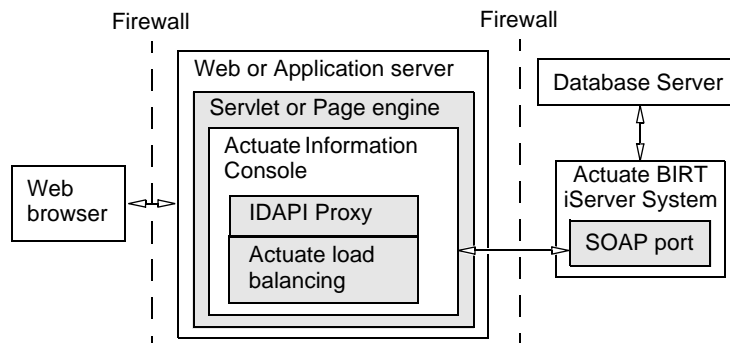 Firewall
Firewall
Web or Application server
Servlet or Page engine
Actuate Information
Console
IDAPI Proxy
Actuate load
balancing
Web
browser
Database Server
Actuate BIRT
iServer System
SOAP port